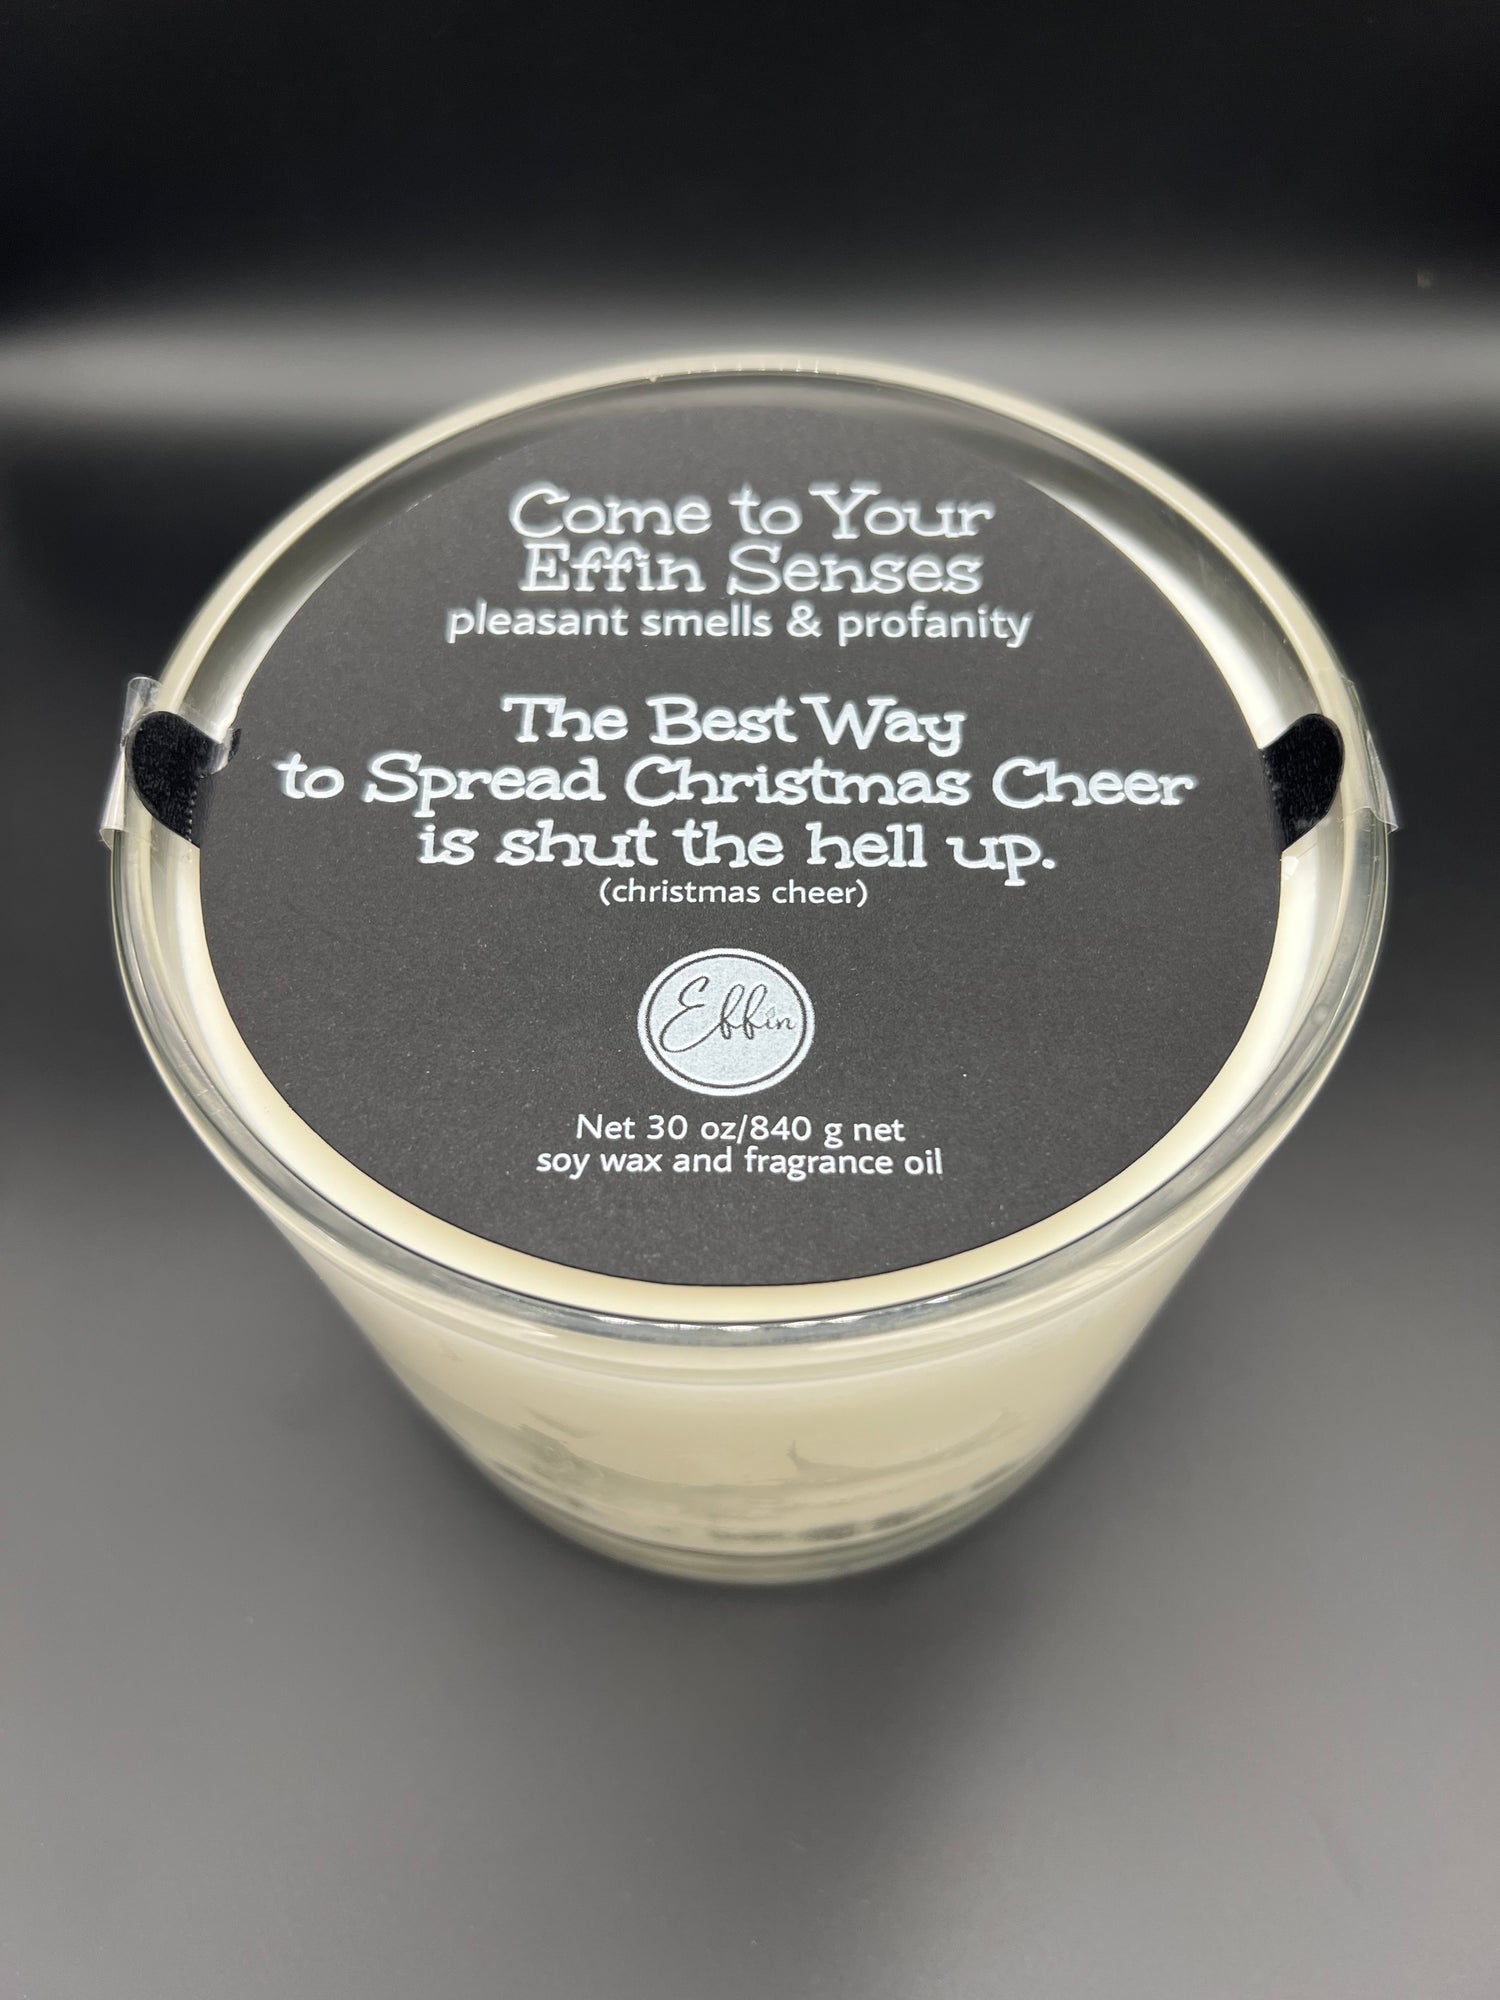 Come to Your
Effin Senses
pleasant smells & profanity
The Best Way
to Spread Christmas Cheer
is shut the hell up.
(christmas cheer)
Effin
Net 30 oz/840 g net
soy wax and fragrance oil